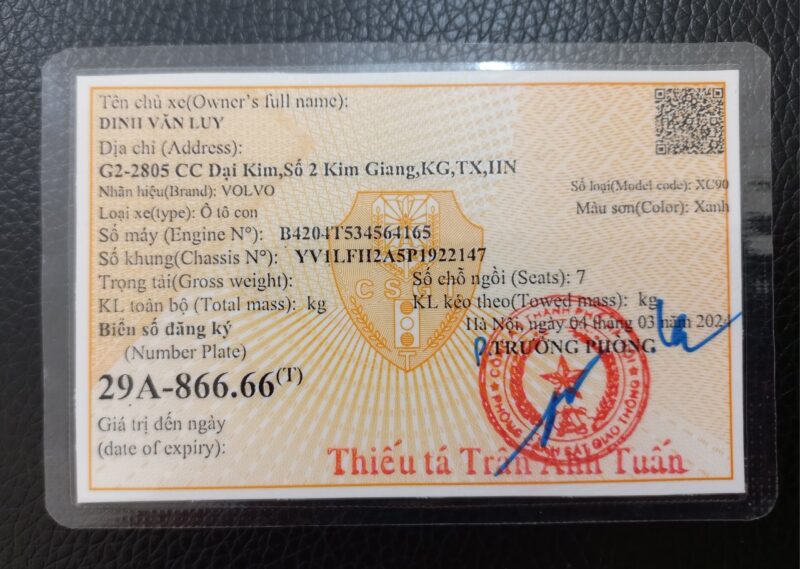 Tên chủ xe(Owner's full name):
ĐINH VĂN LUY
Địa chỉ (Address):
G2-2805 CC Đại Kim,Số 2 Kim Giang,KG,TX,HN
Nhãn hiệu(Brand): VOLVO
Số loại(Model code): XC90
Loại xe(type): Ô tô con
Màu sơn(Color): Xanh
Số máy (Engine N°): B4204T534564165
Số khung(Chassis N°): YV1LFH2A5P1922147
Trọng tải(Gross weight):
Số chỗ ngồi (Seats): 7
KL toàn bộ (Total mass): kg
KL kéo theo(Towed mass): kg
Biển số đăng ký
Hà Nội, ngày 04 tháng 03 năm
(Number Plate)
P.TRƯỞNG PHÒNG
29A-866.66(T)
Giá trị đến ngày
(date of expiry):
Thiếu tá Trần Anh Tuấn